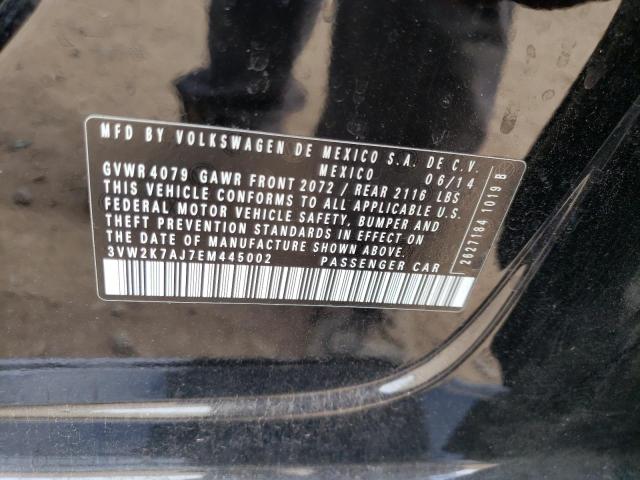 MFD BY VOLKSWAGEN DE MEXICO S.A. DE C.V.
MEXICO 06/14
GVWR 4079 GAWR FRONT 2072 / REAR 2116 LBS
THIS VEHICLE CONFORMS TO ALL APPLICABLE U.S.
FEDERAL MOTOR VEHICLE SAFETY, BUMPER AND
THEFT PREVENTION STANDARDS IN EFFECT ON
THE DATE OF MANUFACTURE SHOWN ABOVE.
3VW2K7AJ7EM445002 PASSENGER CAR
2627184 1019 B